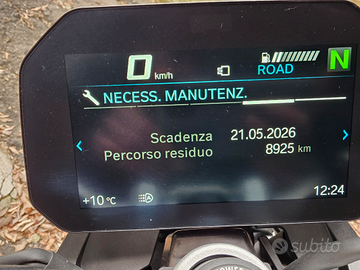 0 km/h
ROAD
N
NECESS. MANUTENZ.
Scadenza 21.05.2026
Percorso residuo 8925 km
+10 °C
12:24
subito